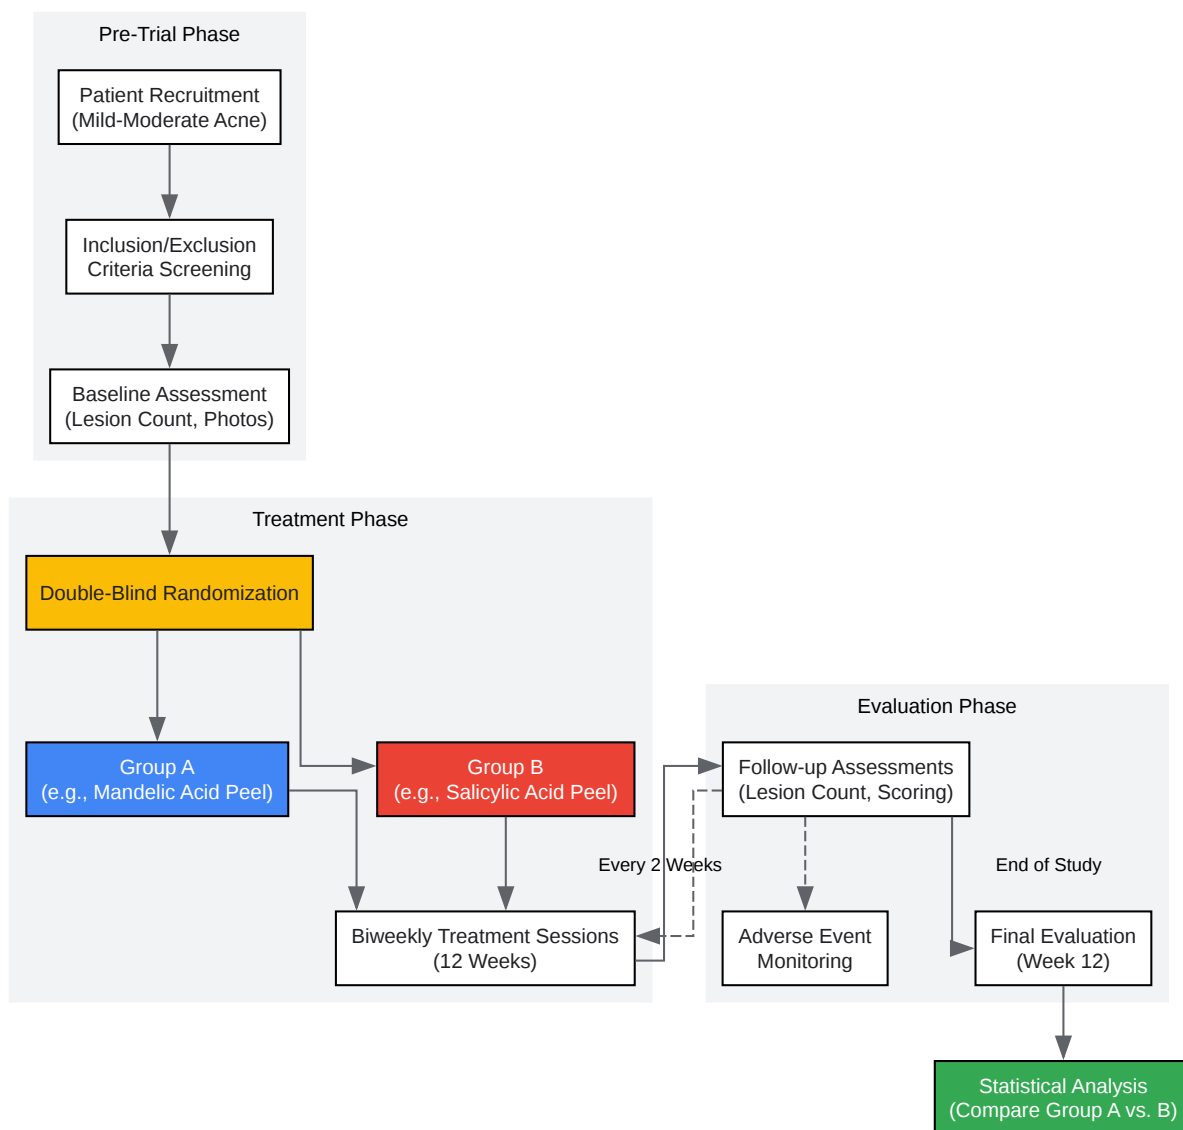 Pre-Trial Phase
Patient Recruitment
(Mild-Moderate Acne)
Inclusion/Exclusion
Criteria Screening
Baseline Assessment
(Lesion Count, Photos)
Treatment Phase
Double-Blind Randomization
Group A
(e.g., Mandelic Acid Peel)
Group B
(e.g., Salicylic Acid Peel)
Biweekly Treatment Sessions
(12 Weeks)
Every 2 Weeks
Evaluation Phase
Follow-up Assessments
(Lesion Count, Scoring)
End of Study
Adverse Event
Monitoring
Final Evaluation
(Week 12)
Statistical Analysis
(Compare Group A vs. B)